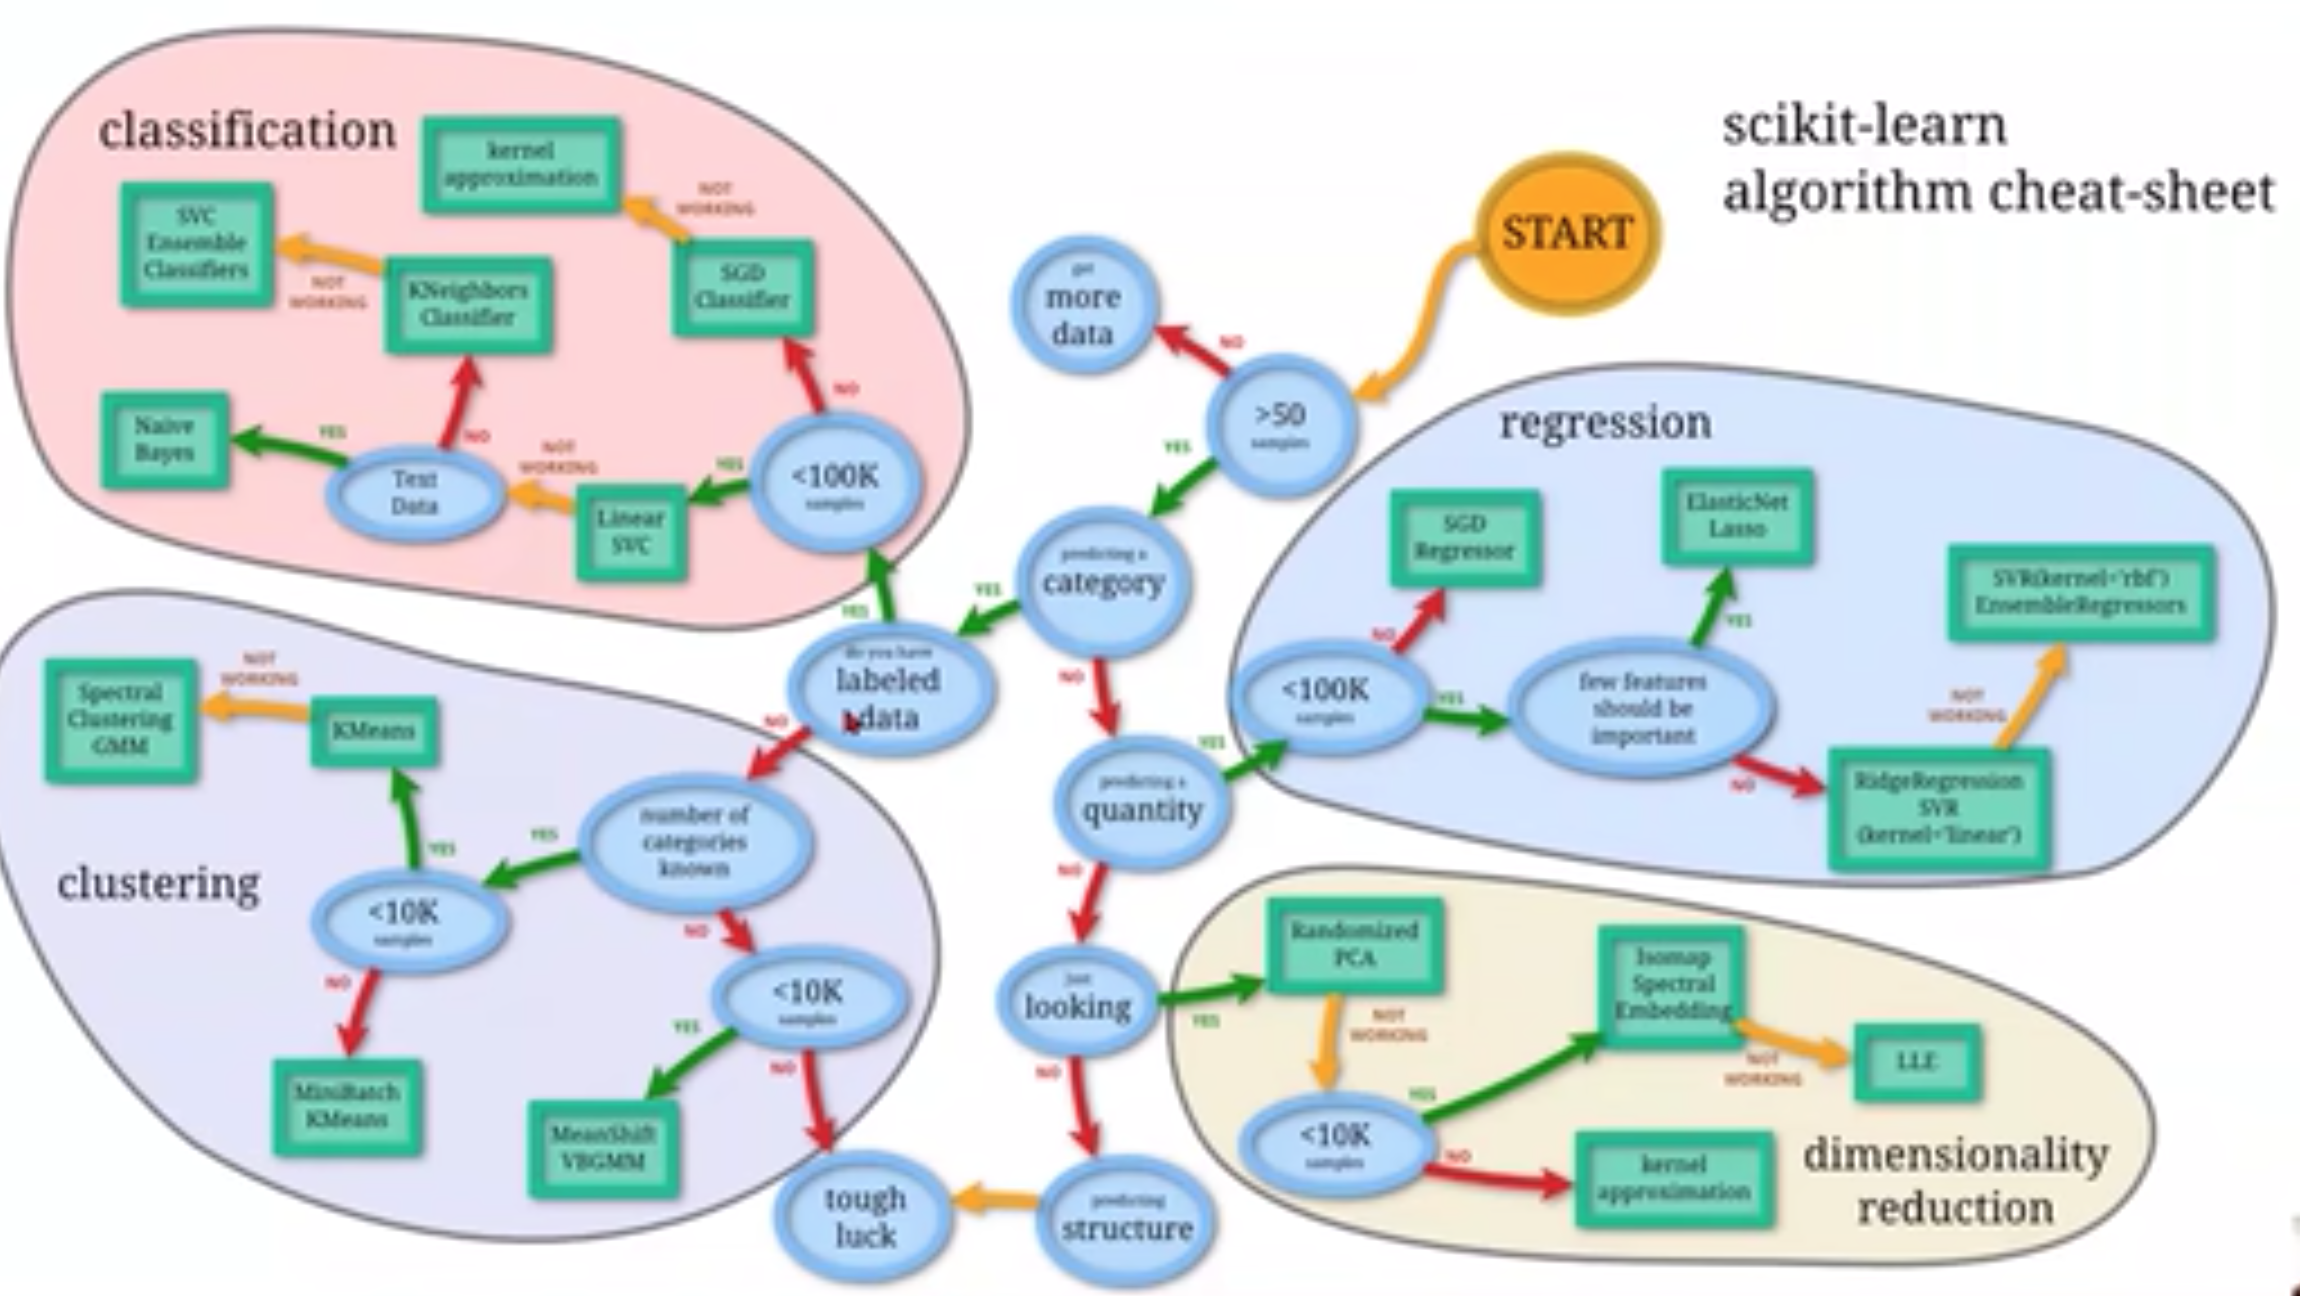 scikit-learn
algorithm cheat-sheet
classification
kernel
approximation
NOT
WORKING
SVC
Ensemble
Classifiers
NOT
WORKING
KNeighbors
Classifier
SGD
Classifier
NO
Naive
Bayes
YES
NO
Text
Data
NOT
WORKING
Linear
SVC
YES
<100K
samples
YES
START
get
more
data
NO
>50
samples
YES
predicting a
category
YES
NO
do you have
labeled
data
NO
predicting a
quantity
YES
NO
just
looking
YES
NO
predicting
structure
tough
luck
regression
SGD
Regressor
ElasticNet
Lasso
SVR(kernel='rbf')
EnsembleRegressors
NO
YES
<100K
samples
YES
few features
should be
important
NOT
WORKING
NO
RidgeRegression
SVR
(kernel='linear')
clustering
Spectral
Clustering
GMM
NOT
WORKING
KMeans
YES
number of
categories
known
YES
NO
<10K
samples
NO
MiniBatch
KMeans
<10K
samples
YES
NO
MeanShift
VBGMM
Randomized
PCA
NOT
WORKING
Isomap
Spectral
Embedding
NOT
WORKING
LLE
YES
<10K
samples
NO
kernel
approximation
dimensionality
reduction